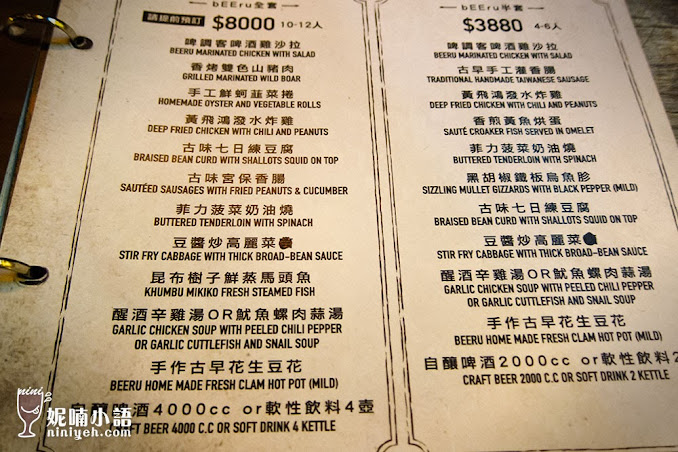 bEEru全套
請提前預訂 $8000 10-12人
啤調客啤酒雞沙拉
BEERU MARINATED CHICKEN WITH SALAD
香烤雙色山豬肉
GRILLED MARINATED WILD BOAR
手工鮮蚵韮菜捲
HOMEMADE OYSTER AND VEGETABLE ROLLS
黃飛鴻潑水炸雞
DEEP FRIED CHICKEN WITH CHILI AND PEANUTS
古味七日練豆腐
BRAISED BEAN CURD WITH SHALLOTS SQUID ON TOP
古味宮保香腸
SAUTÉED SAUSAGES WITH FRIED PEANUTS & CUCUMBER
菲力菠菜奶油燒
BUTTERED TENDERLOIN WITH SPINACH
豆醬炒高麗菜
STIR FRY CABBAGE WITH THICK BROAD-BEAN SAUCE
昆布樹子鮮蒸馬頭魚
KHUMBU MIKIKO FRESH STEAMED FISH
醒酒辛雞湯OR魷魚螺肉蒜湯
GARLIC CHICKEN SOUP WITH PEELED CHILI PEPPER
OR GARLIC CUTTLEFISH AND SNAIL SOUP
手作古早花生豆花
BEERU HOME MADE FRESH CLAM HOT POT (MILD)
自釀啤酒4000cc or軟性飲料4壺
CRAFT BEER 4000 C.C OR SOFT DRINK 4 KETTLE
bEEru半套
$3880 4-6人
啤調客啤酒雞沙拉
BEERU MARINATED CHICKEN WITH SALAD
古早手工灌香腸
TRADITIONAL HANDMADE TAIWANESE SAUSAGE
黃飛鴻潑水炸雞
DEEP FRIED CHICKEN WITH CHILI AND PEANUTS
香煎黃魚烘蛋
SAUTÉ CROAKER FISH SERVED IN OMELET
菲力菠菜奶油燒
BUTTERED TENDERLOIN WITH SPINACH
黑胡椒鐵板烏魚胗
SIZZLING MULLET GIZZARDS WITH BLACK PEPPER (MILD)
古味七日練豆腐
BRAISED BEAN CURD WITH SHALLOTS SQUID ON TOP
豆醬炒高麗菜
STIR FRY CABBAGE WITH THICK BROAD-BEAN SAUCE
醒酒辛雞湯OR魷魚螺肉蒜湯
GARLIC CHICKEN SOUP WITH PEELED CHILI PEPPER
OR GARLIC CUTTLEFISH AND SNAIL SOUP
手作古早花生豆花
BEERU HOME MADE FRESH CLAM HOT POT (MILD)
自釀啤酒2000cc or軟性飲料2
CRAFT BEER 2000 C.C OR SOFT DRINK 2 KETTLE
nini
妮喃小語
niniyeh.com